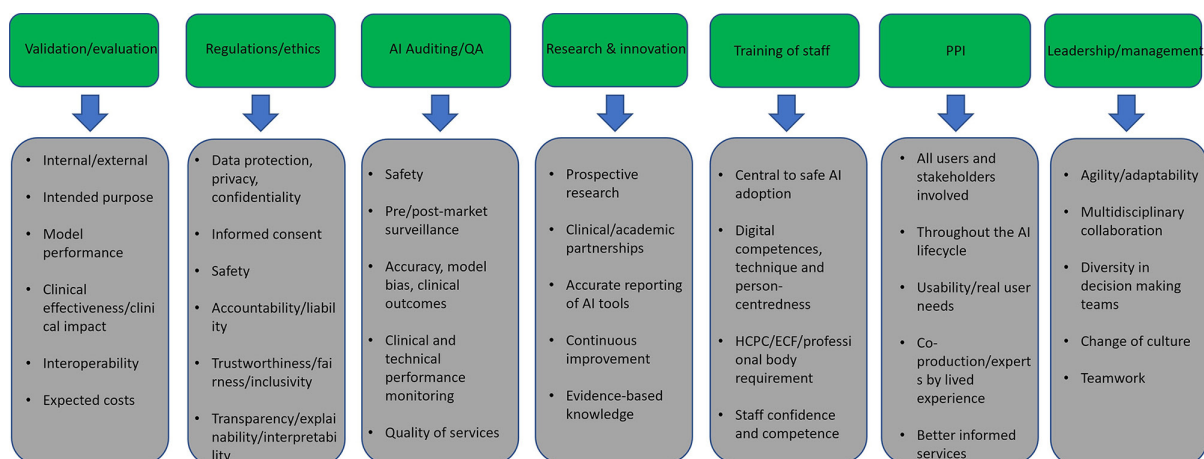 Validation/evaluation
Regulations/ethics
AI Auditing/QA
Research & innovation
Training of staff
PPI
Leadership/management
• Internal/external
• Intended purpose
• Model
performance
• Clinical
effectiveness/clini
cal impact
• Interoperability
• Expected costs
• Data protection,
privacy,
confidentiality
• Informed consent
• Safety
• Accountability/liabil
ity
• Trustworthiness/fai
rness/inclusivity
• Transparency/explai
nability/interpretabi
lity
• Safety
• Pre/post-market
surveillance
• Accuracy, model
bias, clinical
outcomes
• Clinical and
technical
performance
monitoring
• Quality of services
• Prospective
research
• Clinical/academic
partnerships
• Accurate reporting
of AI tools
• Continuous
improvement
• Evidence-based
knowledge
• Central to safe AI
adoption
• Digital
competences,
technique and
person-
centredness
• HCPC/ECF/professi
onal body
requirement
• Staff confidence
and competence
• All users and
stakeholders
involved
• Throughout the AI
lifecycle
• Usability/real user
needs
• Co-
production/expert
s by lived
experience
• Better informed
services
• Agility/adaptability
• Multidisciplinary
collaboration
• Diversity in
decision making
teams
• Change of culture
• Teamwork